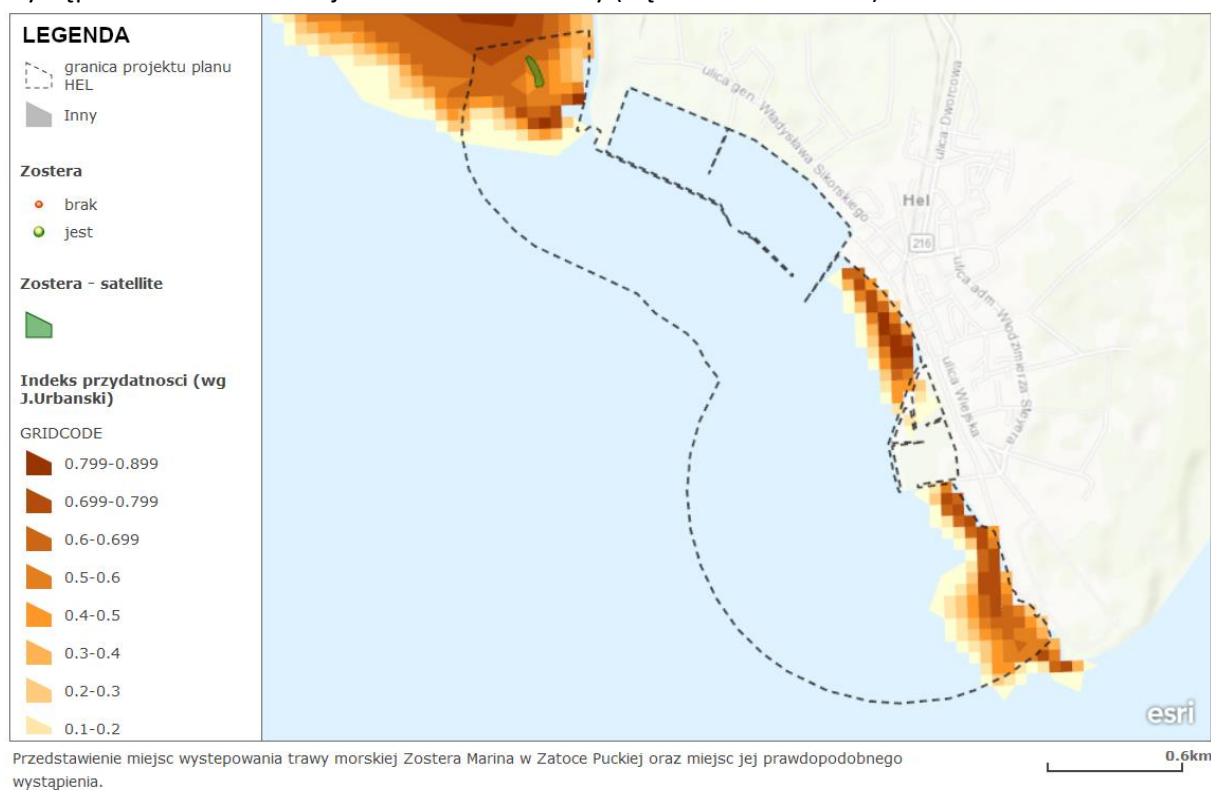 LEGENDA
granica projektu planu
HEL
Inny
Zostera
brak
jest
Zostera - satellite
Indeks przydatnosci (wg
J.Urbanski)
GRIDCODE
0.799-0.899
0.699-0.799
0.6-0.699
0.5-0.6
0.4-0.5
0.3-0.4
0.2-0.3
0.1-0.2
ulica gen. Władysława Sikorskiego
ulica Dworcowa
Hel
216
ulica adm. Włodzimierza Steyera
ulica Wiejska
esri
Przedstawienie miejsc wystepowania trawy morskiej Zostera Marina w Zatoce Puckiej oraz miejsc jej prawdopodobnego
wystąpienia.
0.6km